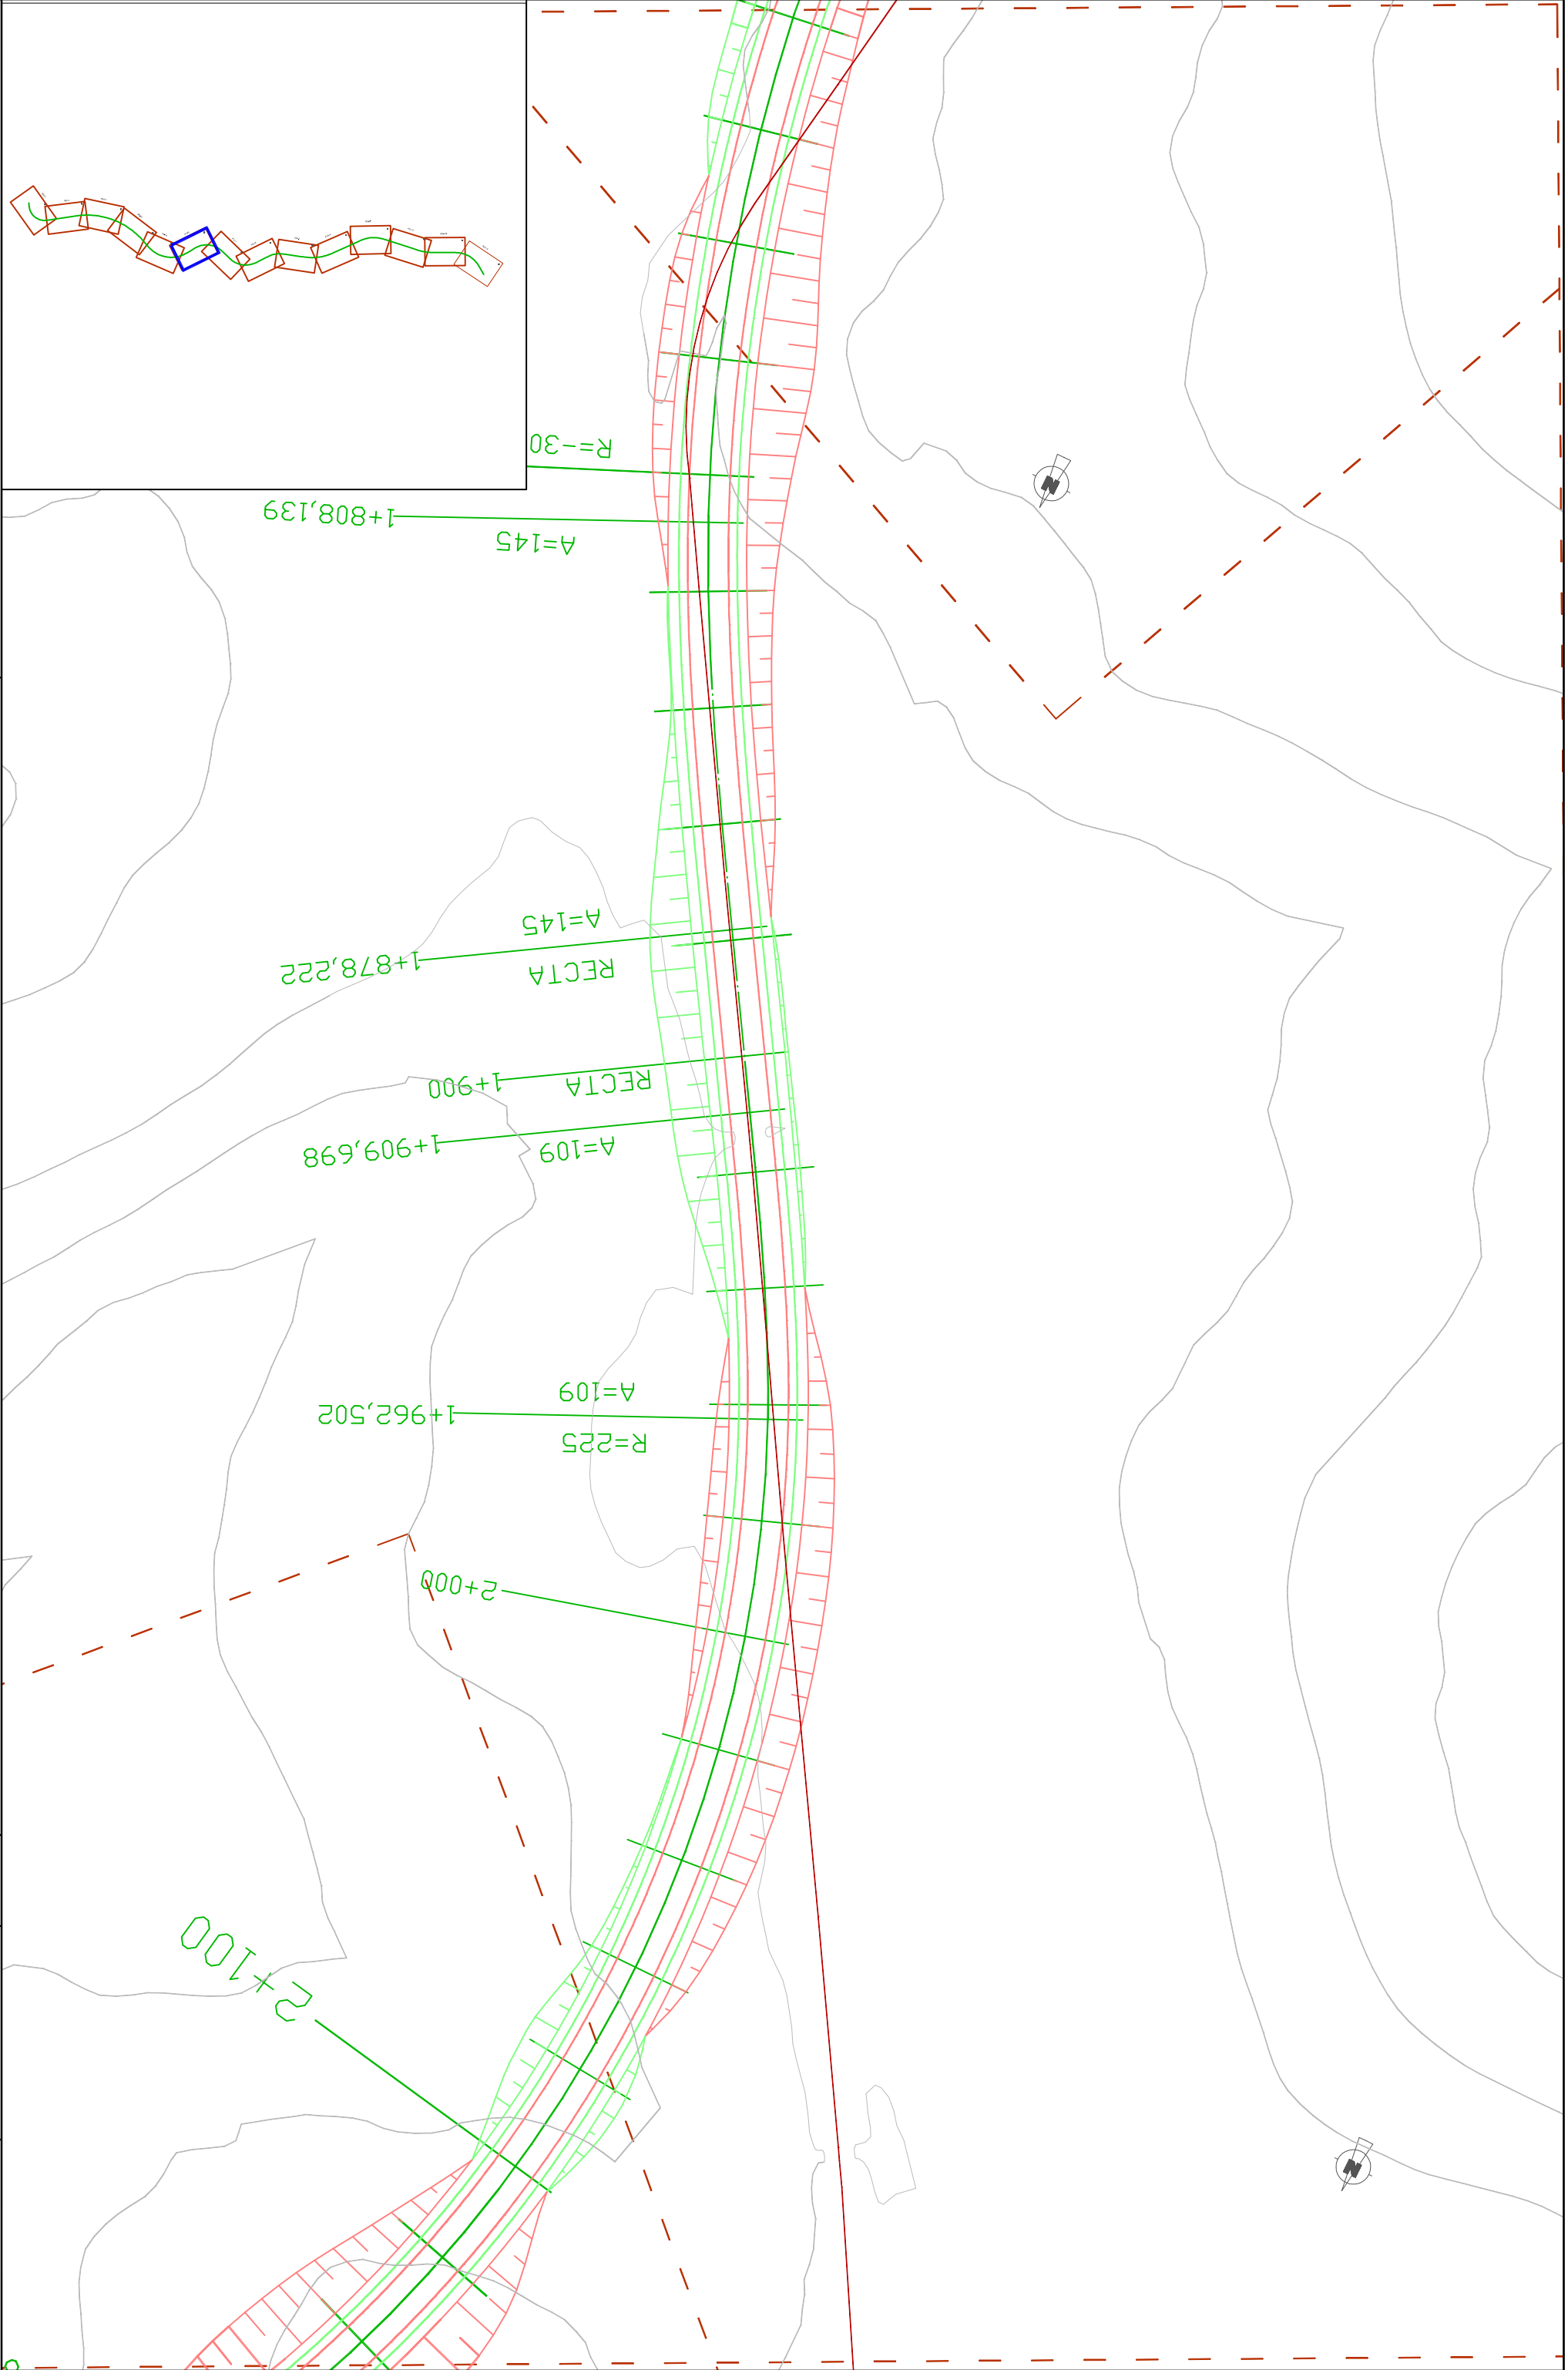 R=-30
1+808,139
A=145
A=145
1+878,222
RECTA
1+900
RECTA
1+909,698
A=109
A=109
1+962,502
R=225
2+000
2+100
N
N